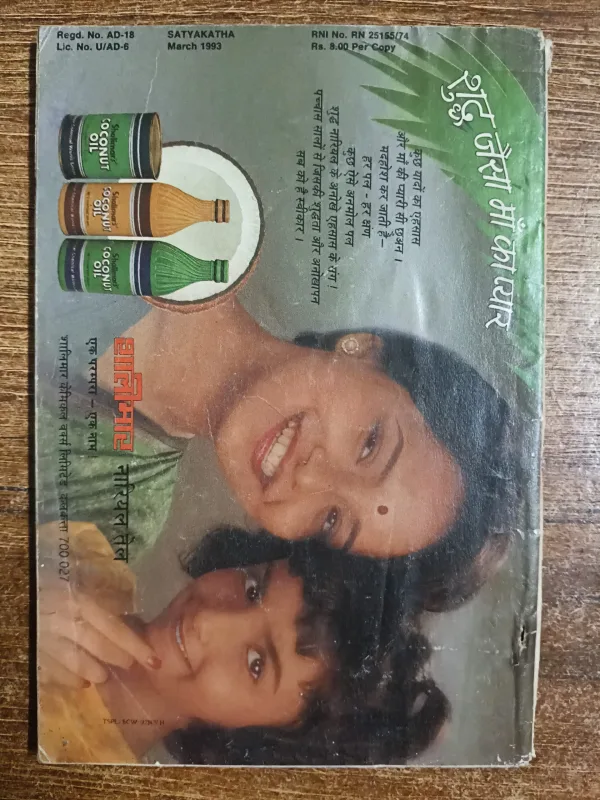 Regd. No. AD-18 SATYAKATHA RNI No. RN 25155/74
Lic. No. U/AD-6 March 1993 Rs. 8.00 Per Copy
शुद्ध जैसा माँ का प्यार
कुछ यादों का एहसास
और माँ की प्यारी सी छुअन ।
मदहोश कर जाती हैं-
हर पल - हर क्षण
कुछ ऐसे अनमोल पल
शुद्ध नारियल के अनोखे एहसास के संग ।
पच्चास सालों से जिसकी शुद्धता और अनोखापन
सब को है स्वीकार ।
Shalimar's
COCONUT
OIL
Shalimar's
COCONUT
OIL
Shalimar's
COCONUT
OIL
शालिमार नारियल तेल
एक परम्परा – एक नाम
शालिमार केमिकल वर्क्स लिमिटेड कलकत्ता 700 027